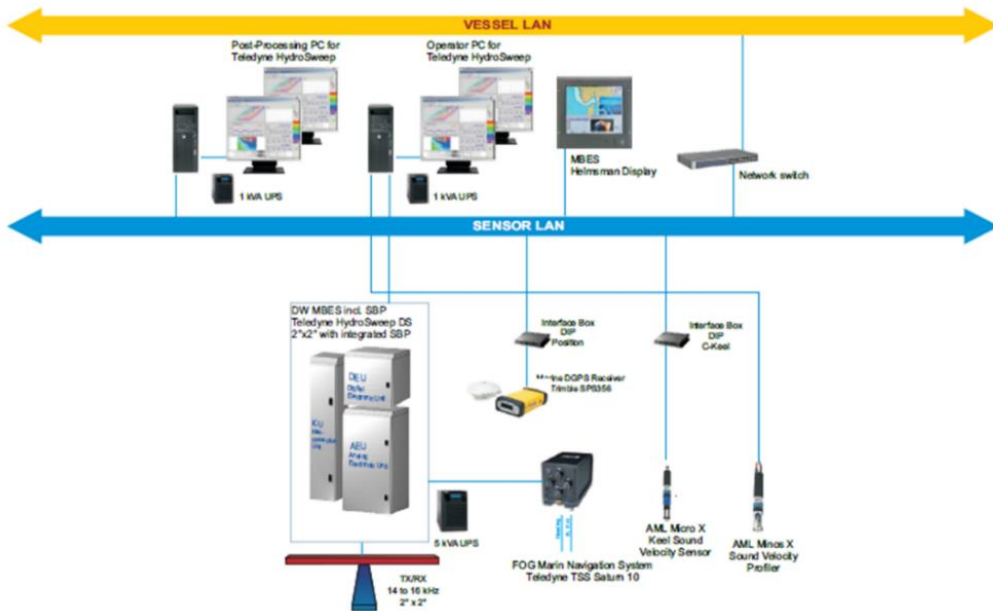 VESSEL LAN
Post-Processing PC for
Teledyne HydroSweep
Operator PC for
Teledyne HydroSweep
1 kVA UPS
1 kVA UPS
MBES
Helmsman Display
Network switch
SENSOR LAN
DW MBES incl. SBP
Teledyne HydroSweep DS
2°x2° with integrated SBP
DEU
AEU
5 kVA UPS
TX/RX
14 to 16 kHz
2° x 2°
Interface Box
DIP
Position
DGPS Receiver
Trimble SPS356
Interface Box
DIP
C-Keel
FOG Marin Navigation System
Teledyne TSS Saturn 10
AML Micro X
Keel Sound
Velocity Sensor
AML Minos X
Sound Velocity
Profiler